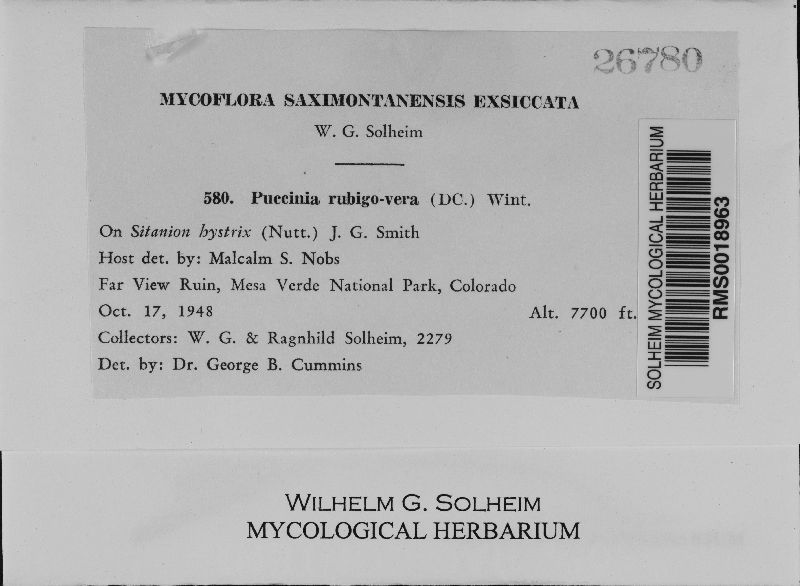 26780
MYCOFLORA SAXIMONTANENSIS EXSICCATA
W. G. Solheim
580. Puccinia rubigo-vera (DC.) Wint.
On Sitanion hystrix (Nutt.) J. G. Smith
Host det. by: Malcalm S. Nobs
Far View Ruin, Mesa Verde National Park, Colorado
Oct. 17, 1948 Alt. 7700 ft.
Collectors: W. G. & Ragnhild Solheim, 2279
Det. by: Dr. George B. Cummins
SOLHEIM MYCOLOGICAL HERBARIUM
RMS0018963
WILHELM G. SOLHEIM
MYCOLOGICAL HERBARIUM